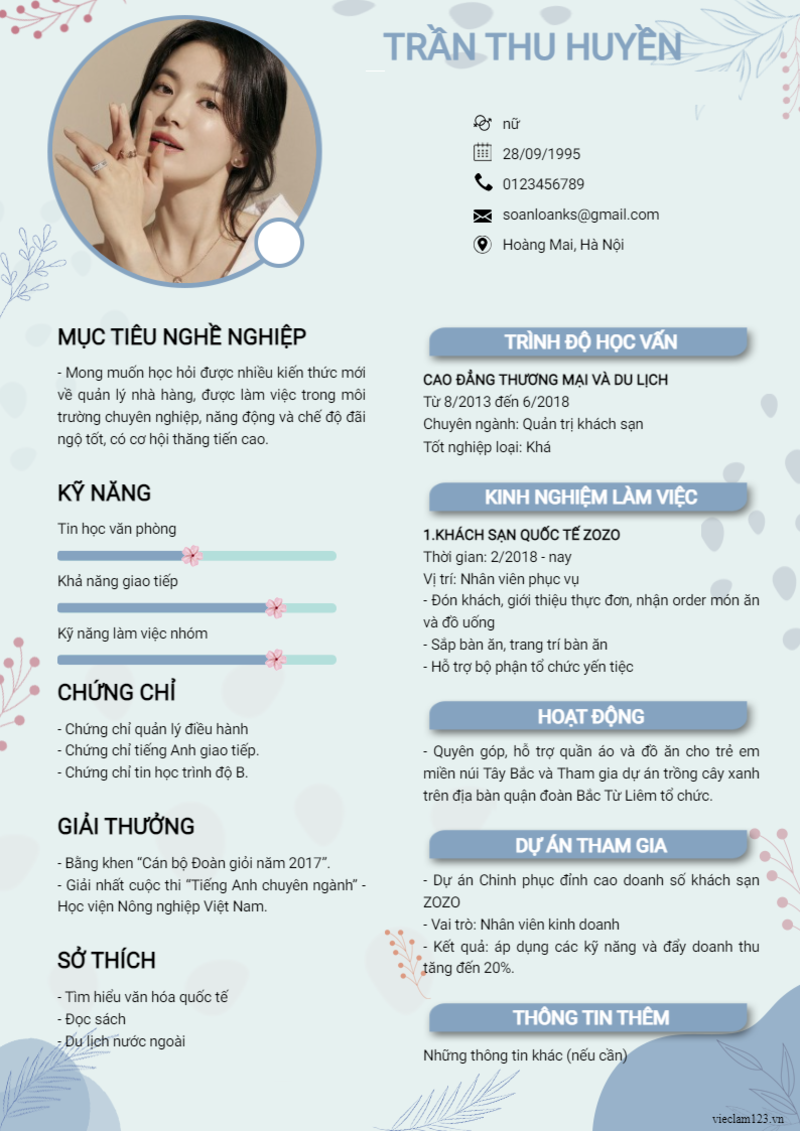 TRẦN THU HUYỀN
nữ
28/09/1995
0123456789
soanloanks@gmail.com
Hoàng Mai, Hà Nội
MỤC TIÊU NGHỀ NGHIỆP
- Mong muốn học hỏi được nhiều kiến thức mới
về quản lý nhà hàng, được làm việc trong môi
trường chuyên nghiệp, năng động và chế độ đãi
ngộ tốt, có cơ hội thăng tiến cao.
KỸ NĂNG
Tin học văn phòng
Khả năng giao tiếp
Kỹ năng làm việc nhóm
CHỨNG CHỈ
- Chứng chỉ quản lý điều hành
- Chứng chỉ tiếng Anh giao tiếp.
- Chứng chỉ tin học trình độ B.
GIẢI THƯỞNG
- Bằng khen “Cán bộ Đoàn giỏi năm 2017”.
- Giải nhất cuộc thi “Tiếng Anh chuyên ngành” -
Học viện Nông nghiệp Việt Nam.
SỞ THÍCH
- Tìm hiểu văn hóa quốc tế
- Đọc sách
- Du lịch nước ngoài
TRÌNH ĐỘ HỌC VẤN
CAO ĐẲNG THƯƠNG MẠI VÀ DU LỊCH
Từ 8/2013 đến 6/2018
Chuyên ngành: Quản trị khách sạn
Tốt nghiệp loại: Khá
KINH NGHIỆM LÀM VIỆC
1.KHÁCH SẠN QUỐC TẾ ZOZO
Thời gian: 2/2018 - nay
Vị trí: Nhân viên phục vụ
- Đón khách, giới thiệu thực đơn, nhận order món ăn
và đồ uống
- Sắp bàn ăn, trang trí bàn ăn
- Hỗ trợ bộ phận tổ chức yến tiệc
HOẠT ĐỘNG
- Quyên góp, hỗ trợ quần áo và đồ ăn cho trẻ em
miền núi Tây Bắc và Tham gia dự án trồng cây xanh
trên địa bàn quận đoàn Bắc Từ Liêm tổ chức.
DỰ ÁN THAM GIA
- Dự án Chinh phục đỉnh cao doanh số khách sạn
ZOZO
- Vai trò: Nhân viên kinh doanh
- Kết quả: áp dụng các kỹ năng và đẩy doanh thu
tăng đến 20%.
THÔNG TIN THÊM
Những thông tin khác (nếu cần)
vieclam123.vn